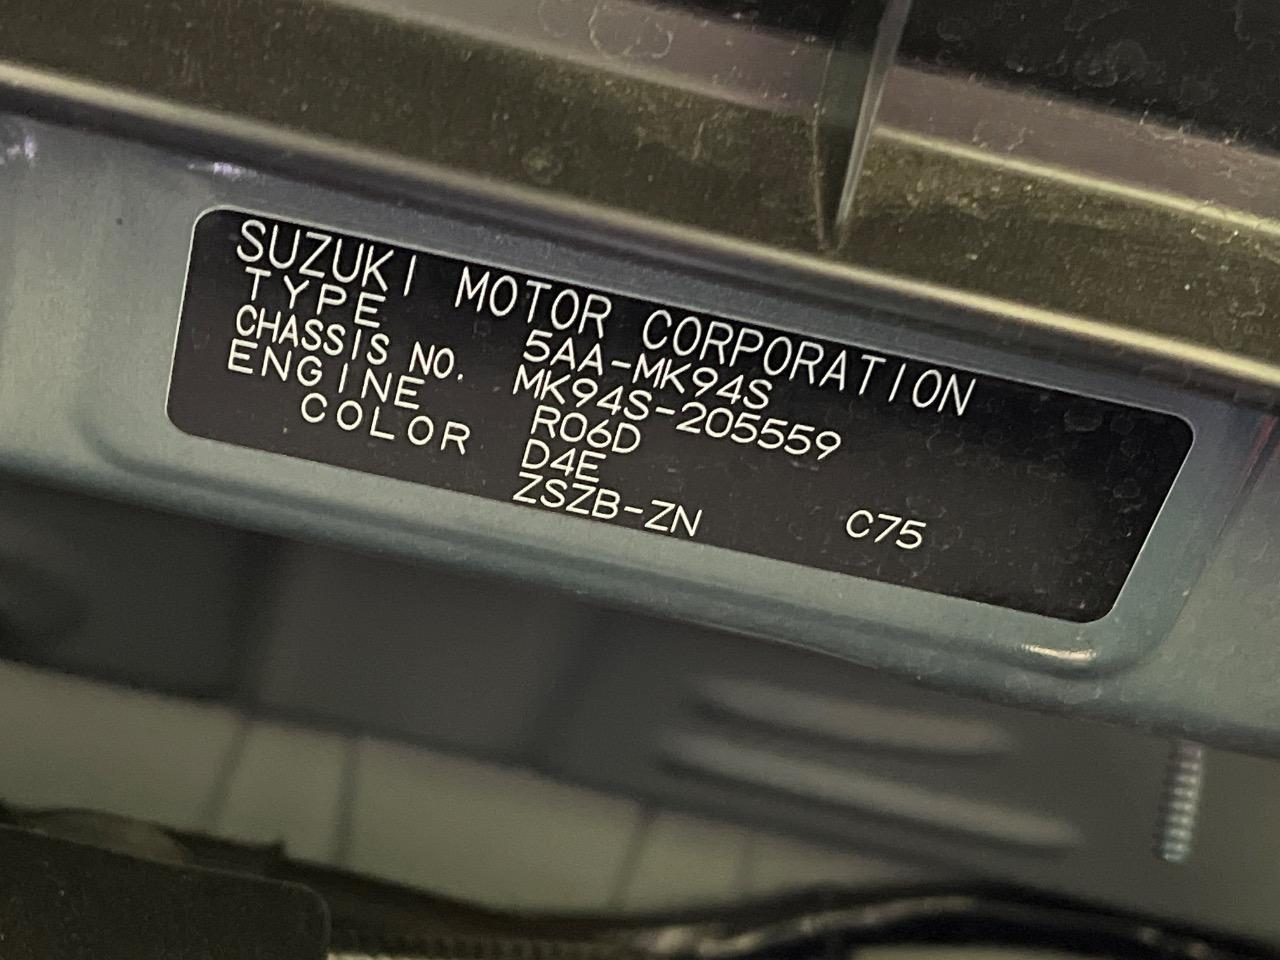 SUZUKI MOTOR CORPORATION
TYPE 5AA-MK94S
CHASSIS NO. MK94S-205559
ENGINE R06D
COLOR D4E
ZSZB-ZN C75